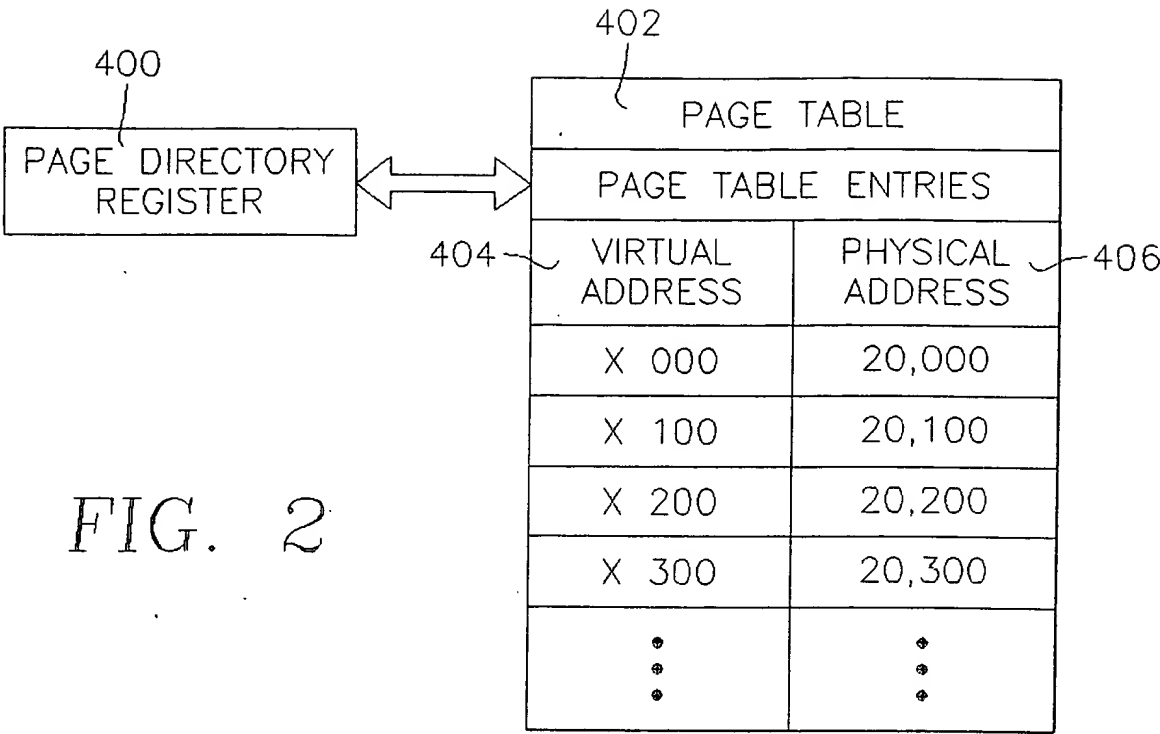 402
400
PAGE TABLE
PAGE DIRECTORY
REGISTER
PAGE TABLE ENTRIES
404
VIRTUAL
ADDRESS
PHYSICAL
ADDRESS
406
X 000
20,000
X 100
20,100
X 200
20,200
X 300
20,300
FIG. 2